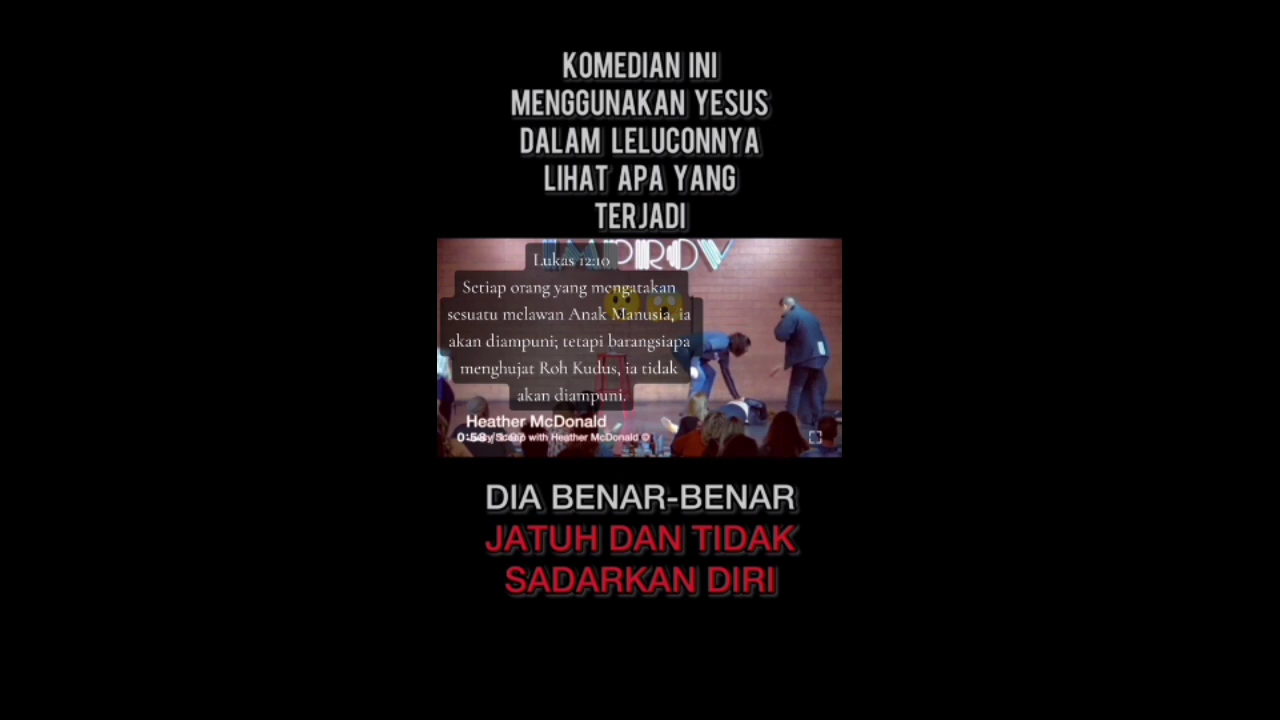 KOMEDIAN INI
MENGGUNAKAN YESUS
DALAM LELUCONNYA
LIHAT APA YANG
TERJADI
IMPROV
Lukas 12:10
Setiap orang yang mengatakan
sesuatu melawan Anak Manusia, ia
akan diampuni; tetapi barangsiapa
menghujat Roh Kudus, ia tidak
akan diampuni.
Heather McDonald
0:58 with Heather McDonald
DIA BENAR-BENAR
JATUH DAN TIDAK
SADARKAN DIRI